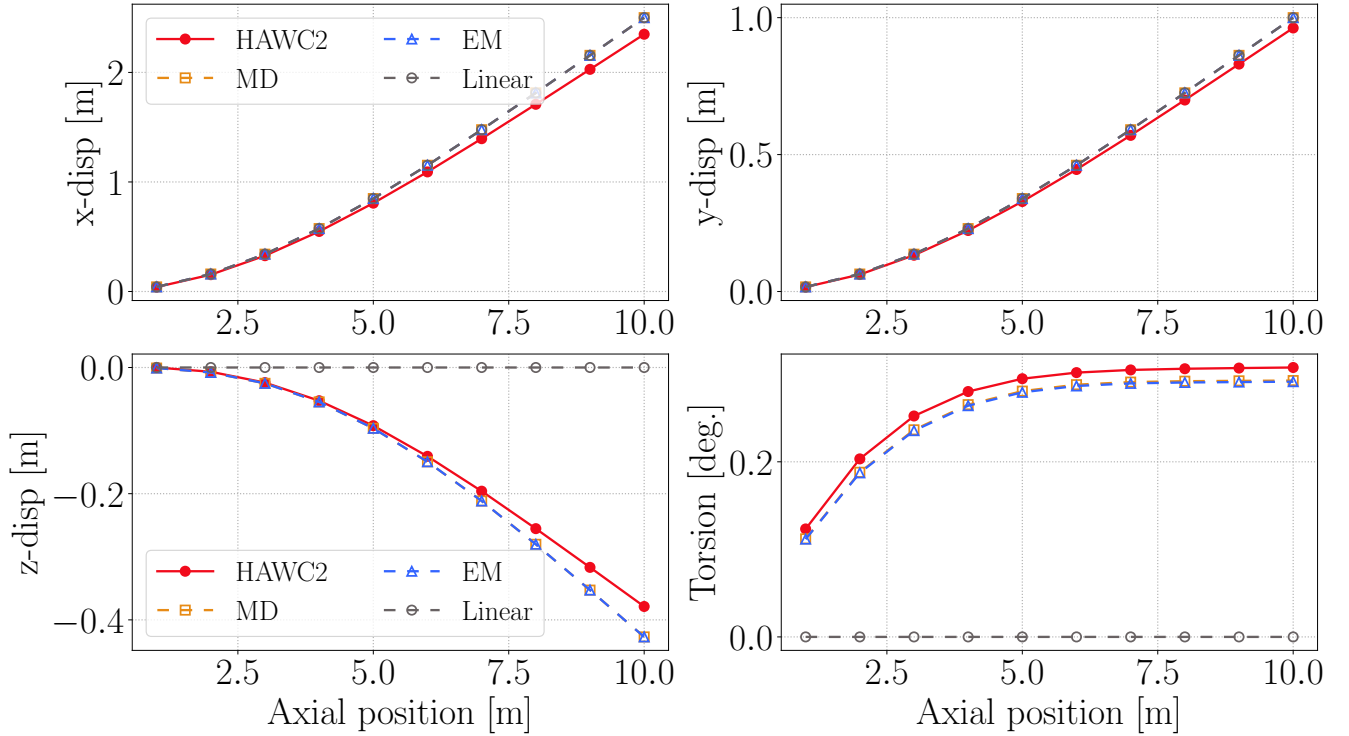 x-disp [m]
2
1
0
HAWC2
EM
MD
Linear
2.5
5.0
7.5
10.0
y-disp [m]
1.0
0.5
0.0
2.5
5.0
7.5
10.0
z-disp [m]
0.0
−0.2
−0.4
HAWC2
EM
MD
Linear
2.5
5.0
7.5
10.0
Axial position [m]
Torsion [deg.]
0.2
0.0
2.5
5.0
7.5
10.0
Axial position [m]